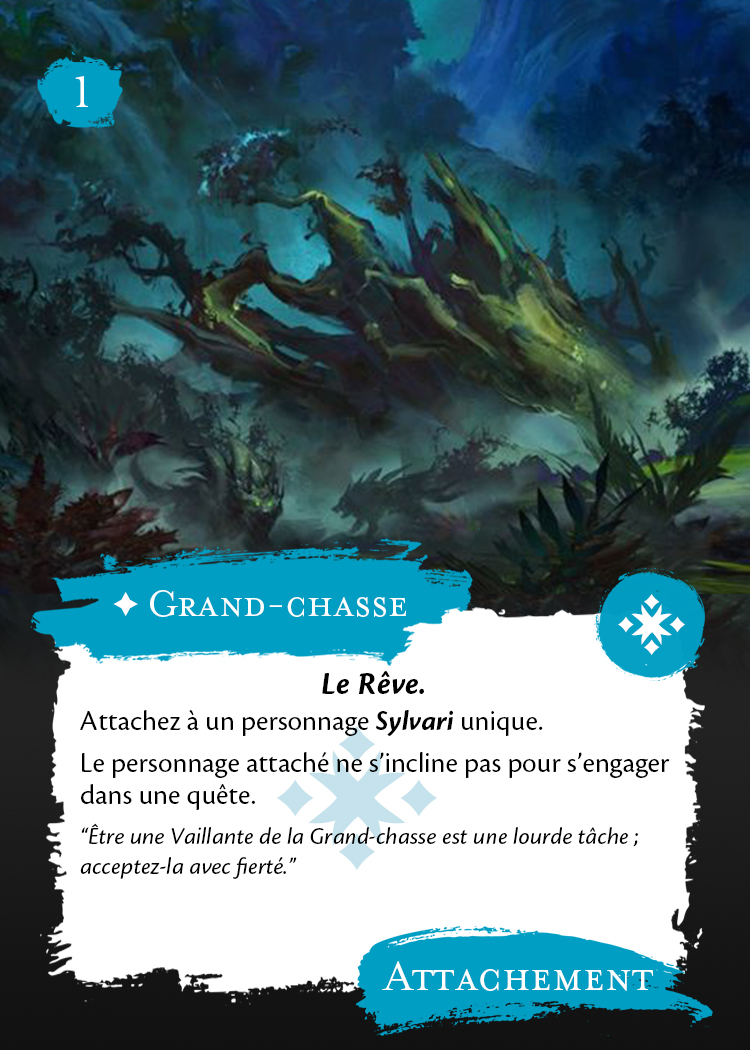 1
Grand-chasse
Le Rêve.
Attachez à un personnage Sylvari unique.
Le personnage attaché ne s’incline pas pour s’engager
dans une quête.
“Être une Vaillante de la Grand-chasse est une lourde tâche ;
acceptez-la avec fierté.”
Attachement